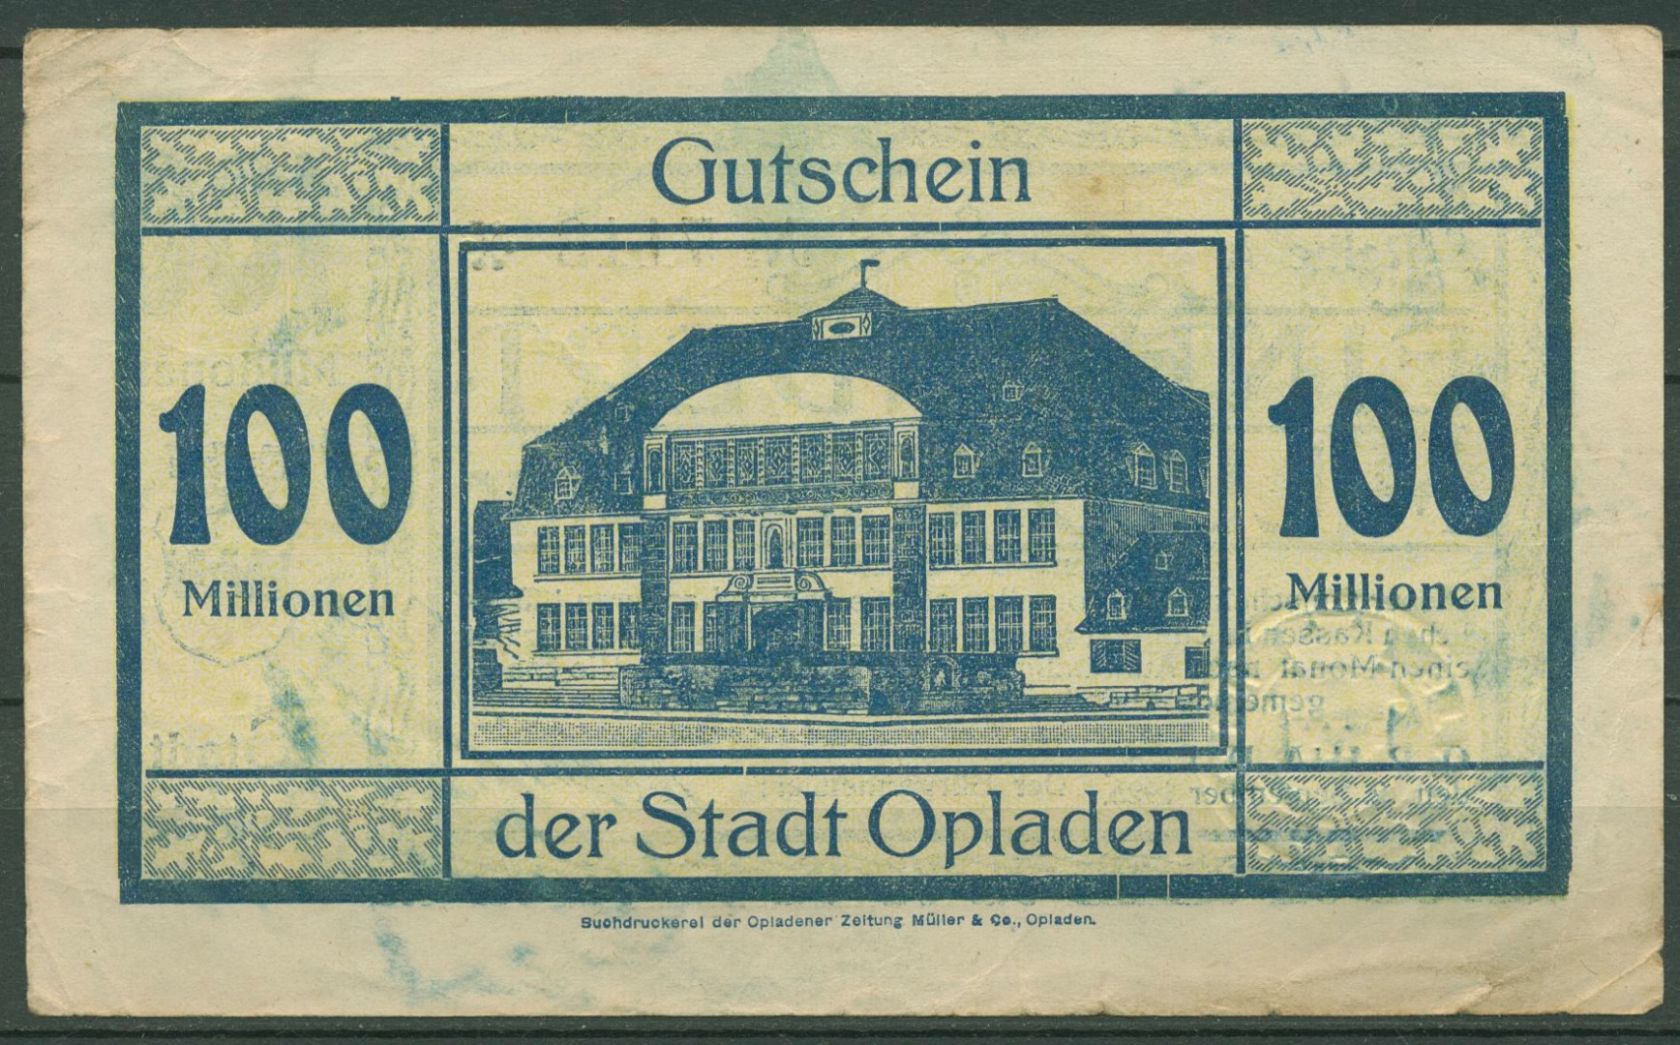 Gutschein
100
Millionen
100
Millionen
der Stadt Opladen
Buchdruckerei der Opladener Zeitung Müller & Co., Opladen.